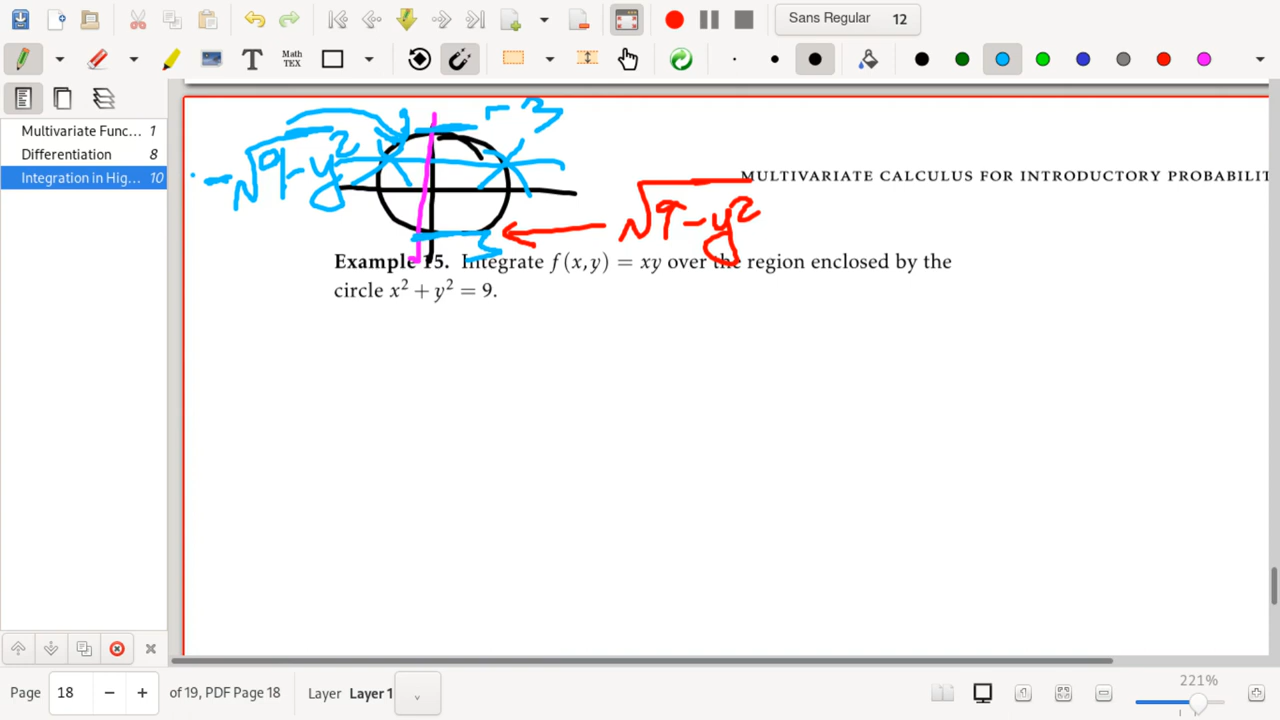 Sans Regular 12
T Math TEX
Multivariate Func... 1
Differentiation 8
Integration in Hig... 10
-3
-√9-y²
MULTIVARIATE CALCULUS FOR INTRODUCTORY PROBABILIT
√9-y²
3
Example 15. Integrate f(x,y) = xy over the region enclosed by the
circle x² + y² = 9.
Page 18 of 19, PDF Page 18 Layer Layer 1 221%